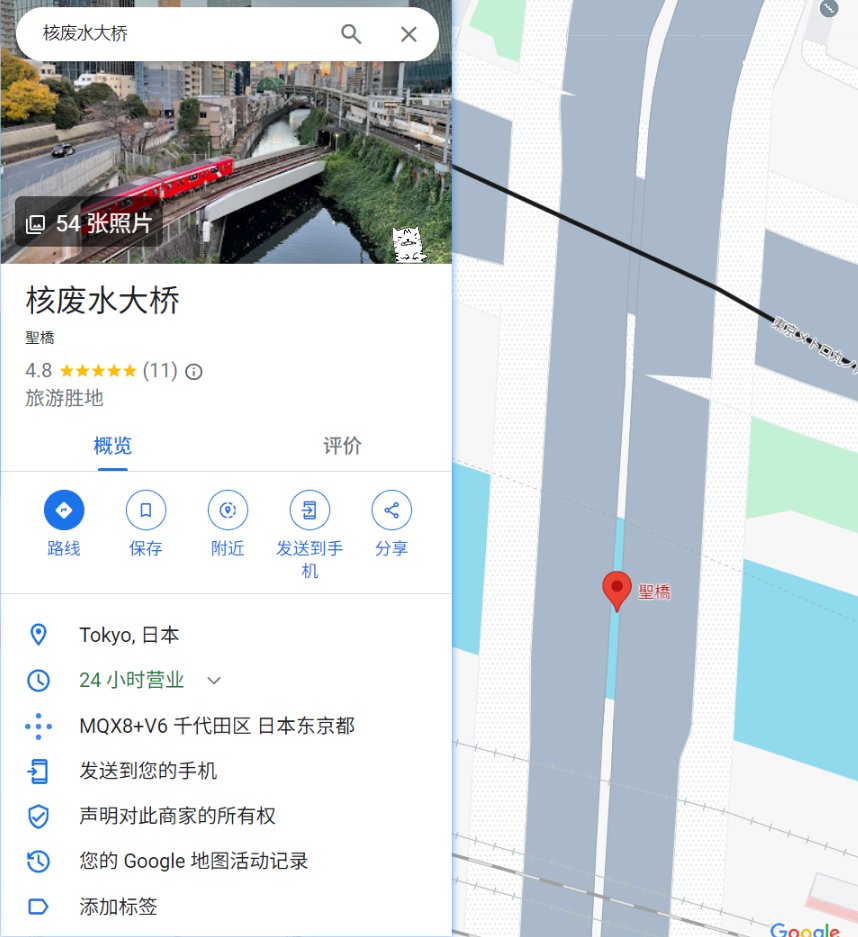 核废水大桥
54 张照片
核废水大桥
聖橋
4.8
(11)
旅游胜地
概览
评价
路线
保存
附近
发送到手
机
分享
Tokyo, 日本
24 小时营业
MQX8+V6 千代田区 日本东京都
发送到您的手机
声明对此商家的所有权
您的 Google 地图活动记录
添加标签
東京メトロ丸ノ
聖橋
Google